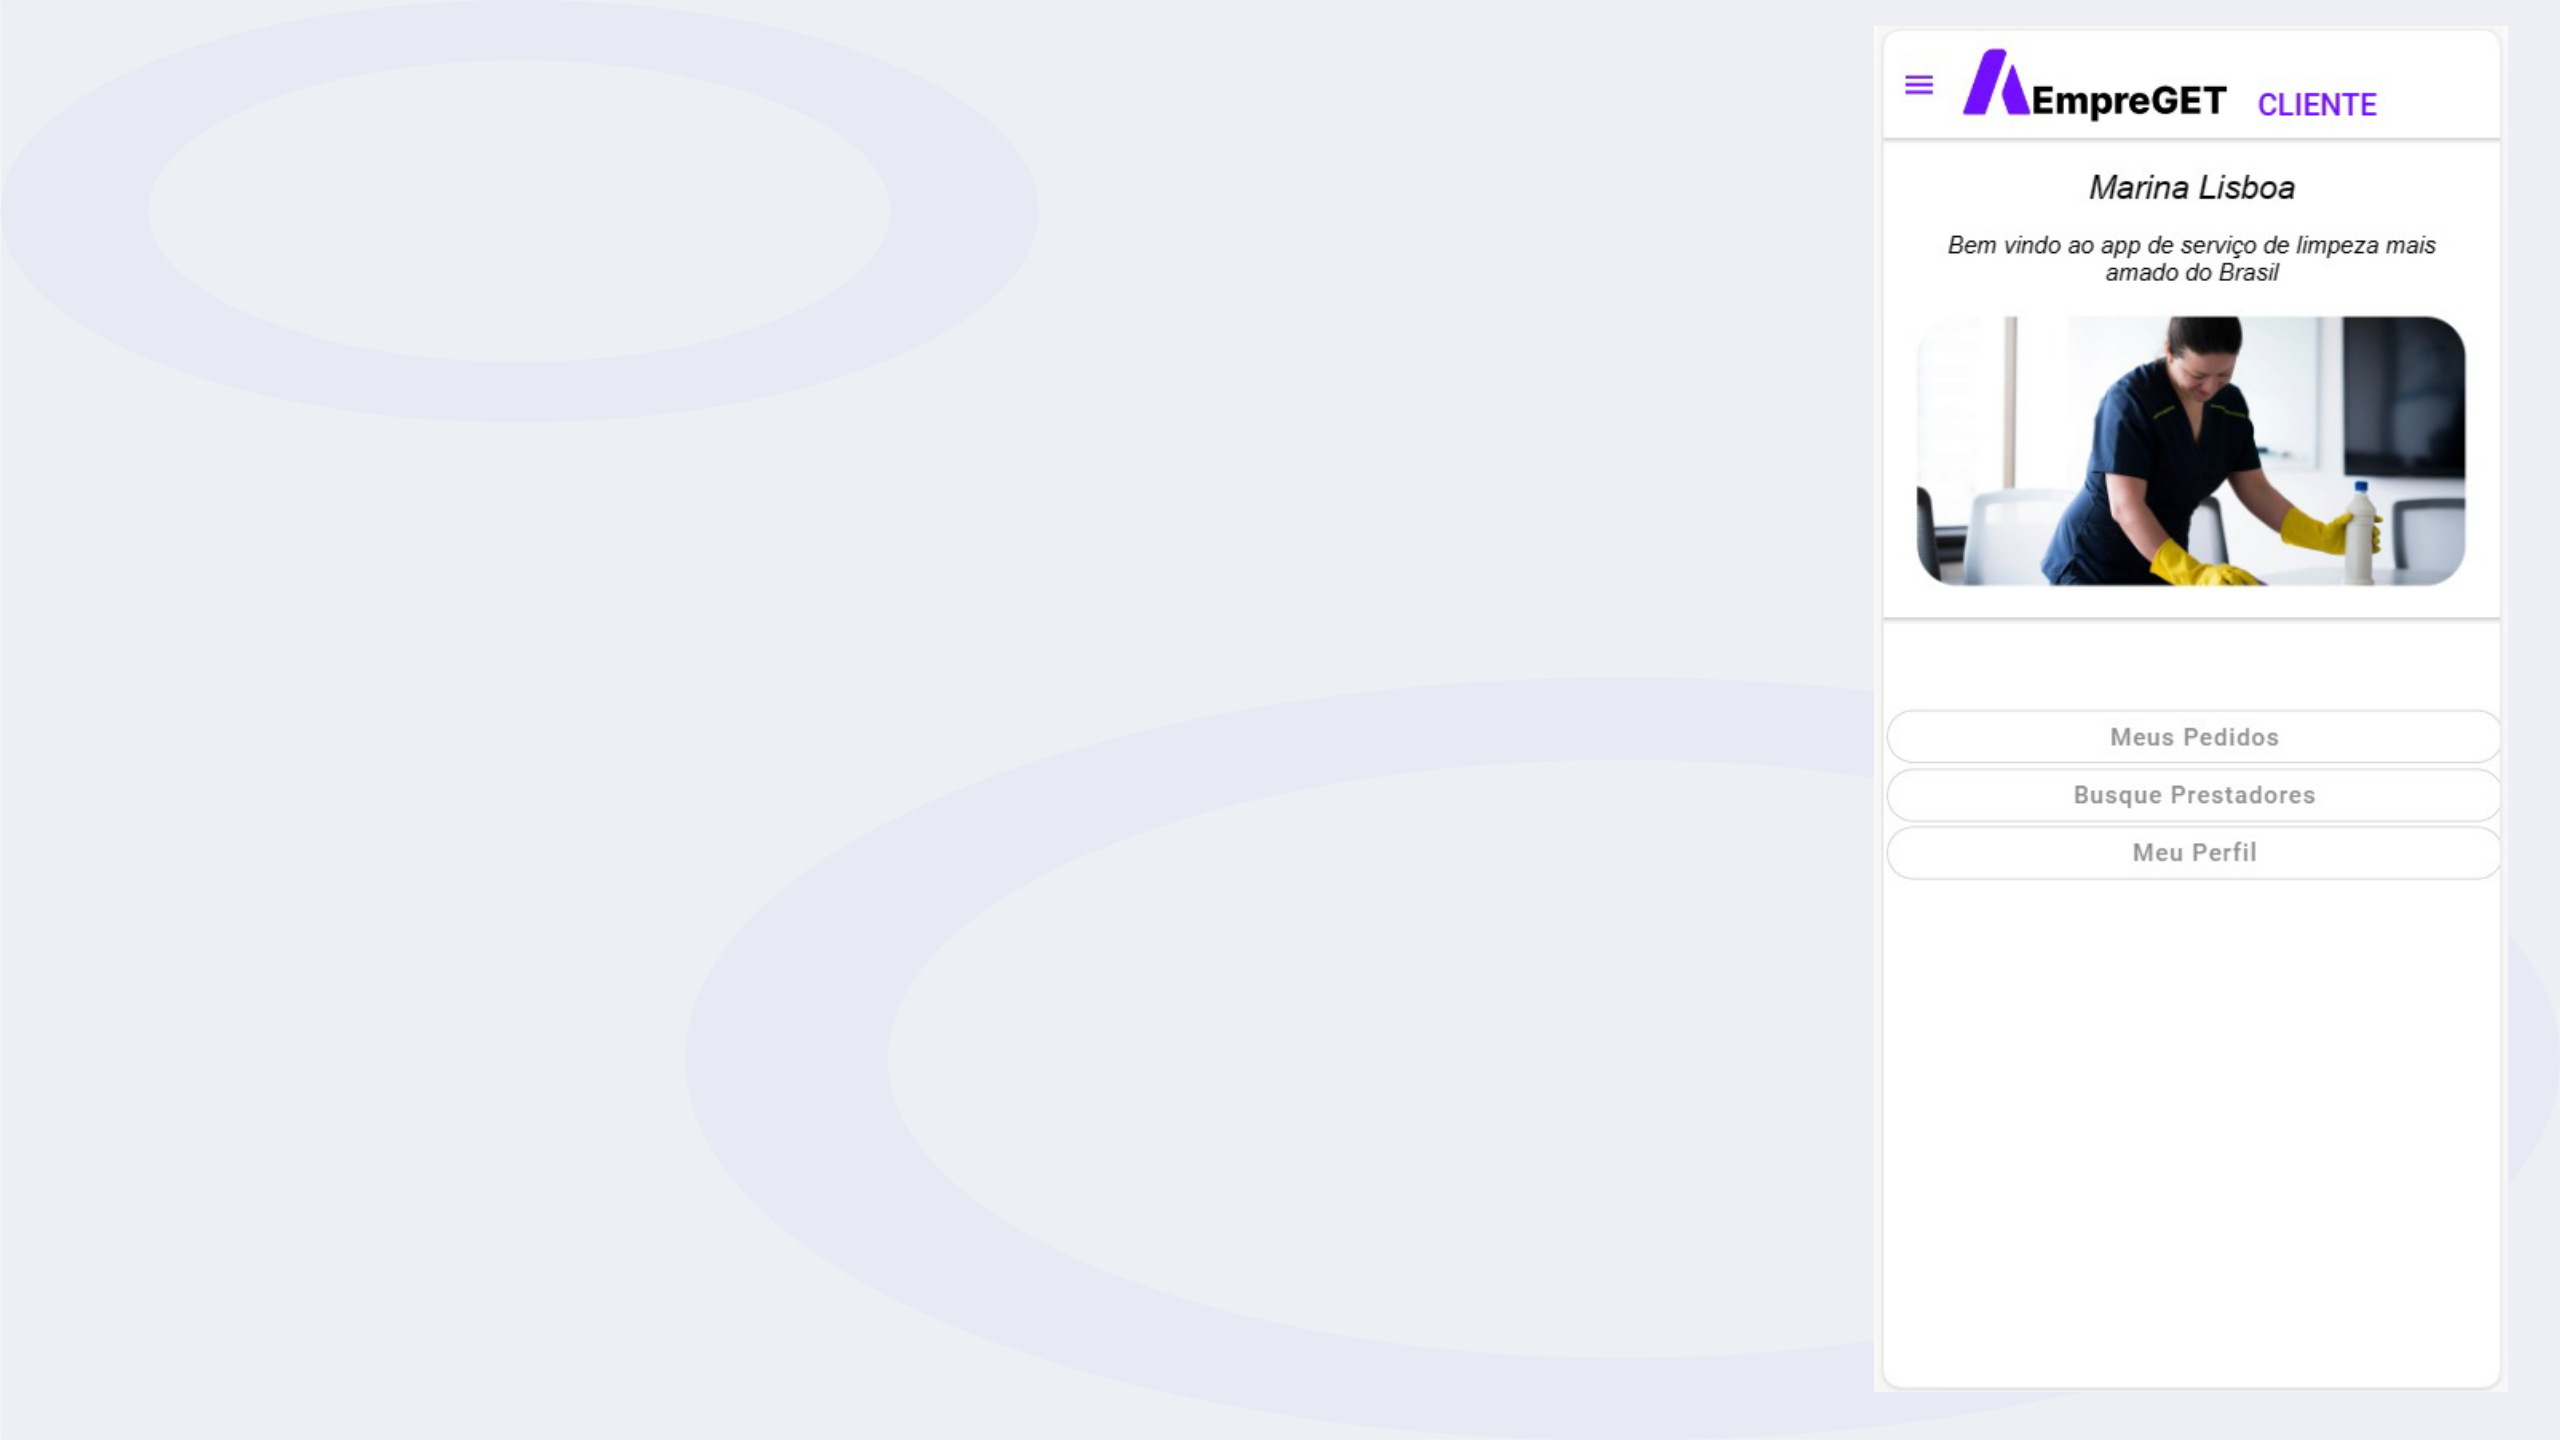 EmpreGET CLIENTE
Marina Lisboa
Bem vindo ao app de serviço de limpeza mais
amado do Brasil
Meus Pedidos
Busque Prestadores
Meu Perfil